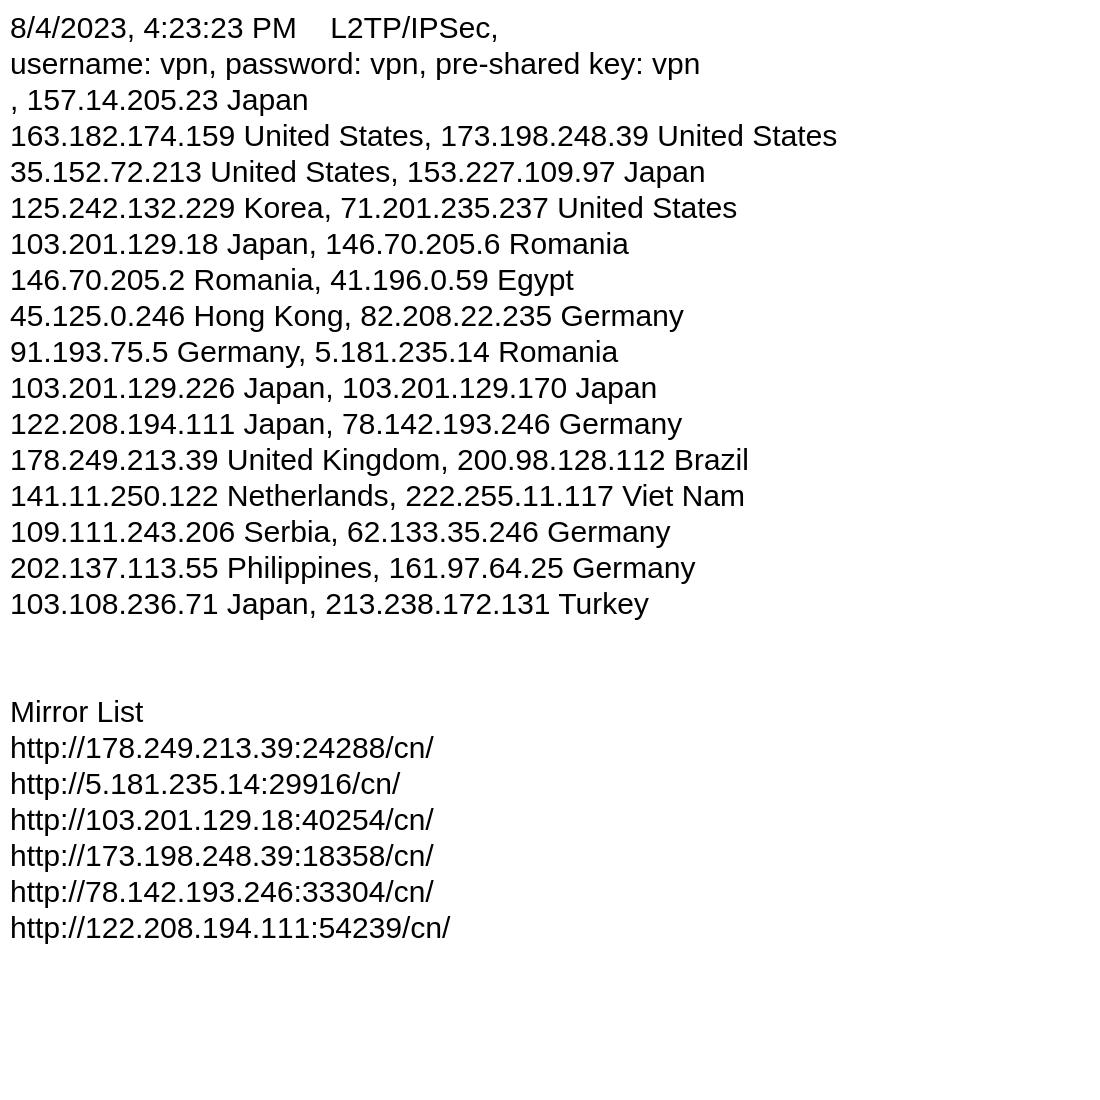 8/4/2023, 4:23:23 PM    L2TP/IPSec,
username: vpn, password: vpn, pre-shared key: vpn
, 157.14.205.23 Japan
163.182.174.159 United States, 173.198.248.39 United States
35.152.72.213 United States, 153.227.109.97 Japan
125.242.132.229 Korea, 71.201.235.237 United States
103.201.129.18 Japan, 146.70.205.6 Romania
146.70.205.2 Romania, 41.196.0.59 Egypt
45.125.0.246 Hong Kong, 82.208.22.235 Germany
91.193.75.5 Germany, 5.181.235.14 Romania
103.201.129.226 Japan, 103.201.129.170 Japan
122.208.194.111 Japan, 78.142.193.246 Germany
178.249.213.39 United Kingdom, 200.98.128.112 Brazil
141.11.250.122 Netherlands, 222.255.11.117 Viet Nam
109.111.243.206 Serbia, 62.133.35.246 Germany
202.137.113.55 Philippines, 161.97.64.25 Germany
103.108.236.71 Japan, 213.238.172.131 Turkey
Mirror List
http://178.249.213.39:24288/cn/
http://5.181.235.14:29916/cn/
http://103.201.129.18:40254/cn/
http://173.198.248.39:18358/cn/
http://78.142.193.246:33304/cn/
http://122.208.194.111:54239/cn/